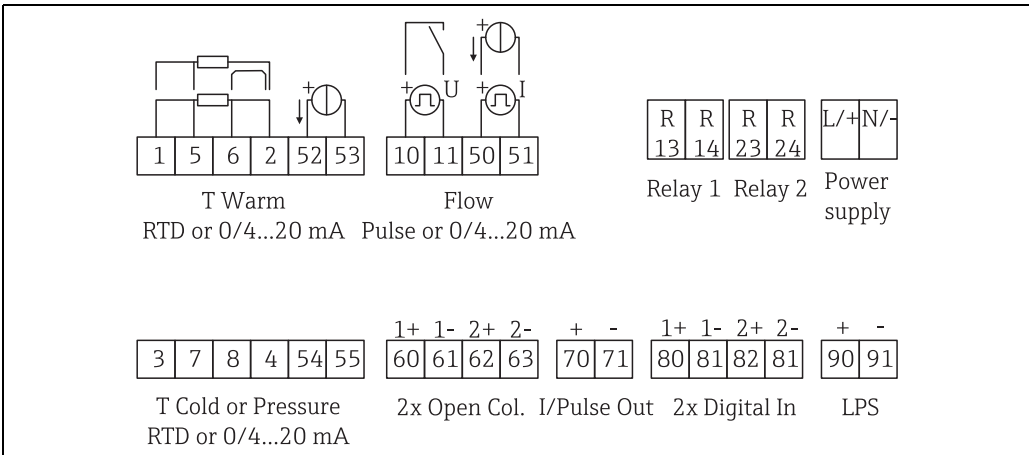 + U + I
+ +
1 5 6 2 52 53
10 11 50 51
R R R R
13 14 23 24
L/+ N/-
T Warm
RTD or 0/4...20 mA
Flow
Pulse or 0/4...20 mA
Relay 1 Relay 2
Power
supply
1+ 1- 2+ 2-
+ -
1+ 1- 2+ 2-
+ -
3 7 8 4 54 55
60 61 62 63
70 71
80 81 82 81
90 91
T Cold or Pressure
RTD or 0/4...20 mA
2x Open Col.
I/Pulse Out
2x Digital In
LPS